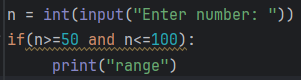 n = int(input("Enter number: "))
if(n>=50 and n<=100):
    print("range")